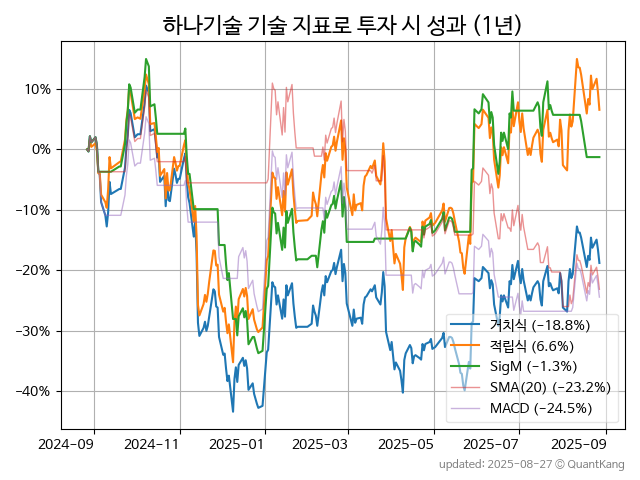 하나기술 기술 지표로 투자 시 성과 (1년)
10%
0%
−10%
−20%
−30%
−40%
거치식 (−18.8%)
적립식 (6.6%)
SigM (−1.3%)
SMA(20) (−23.2%)
MACD (−24.5%)
2024-09 2024-11 2025-01 2025-03 2025-05 2025-07 2025-09
updated: 2025-08-27 © QuantKang